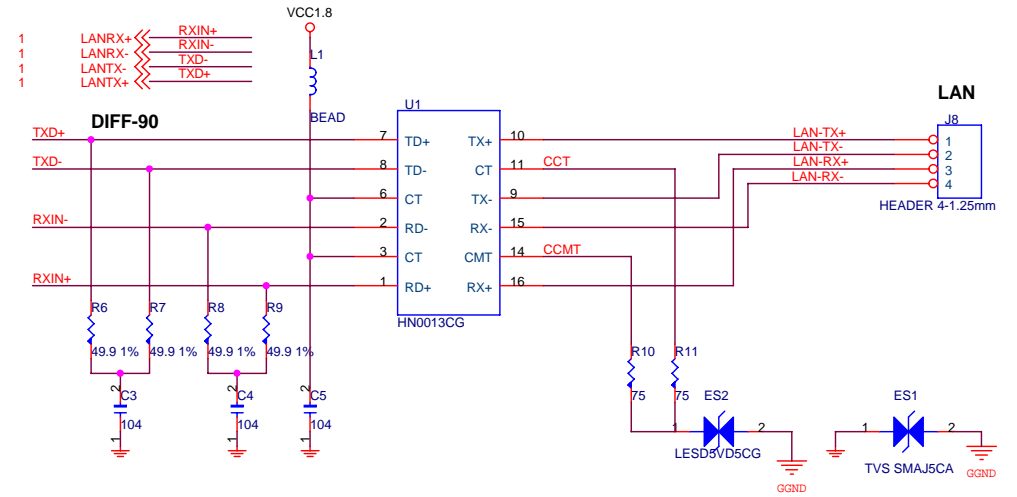 VCC1.8
1 LANRX+ RXIN+
1 LANRX- RXIN-
1 LANTX- TXD-
1 LANTX+ TXD+
L1
BEAD
DIFF-90
U1
LAN
J8
TXD+ 7 TD+ TX+ 10 LAN-TX+ 1
LAN-TX- 2
TXD- 8 TD- CT 11 CCT LAN-RX+ 3
LAN-RX- 4
6 CT TX- 9
HEADER 4-1.25mm
RXIN- 2 RD- RX- 15
3 CT CMT 14 CCMT
RXIN+ 1 RD+ RX+ 16
HN0013CG
R6 R7 R8 R9
49.9 1% 49.9 1% 49.9 1% 49.9 1%
R10 R11
75 75
2 C3 2 C4 2 C5
104 104 104
1 1 1
ES2 ES1
1 2 1 2
LESD5VD5CG
TVS SMAJ5CA
GGND GGND